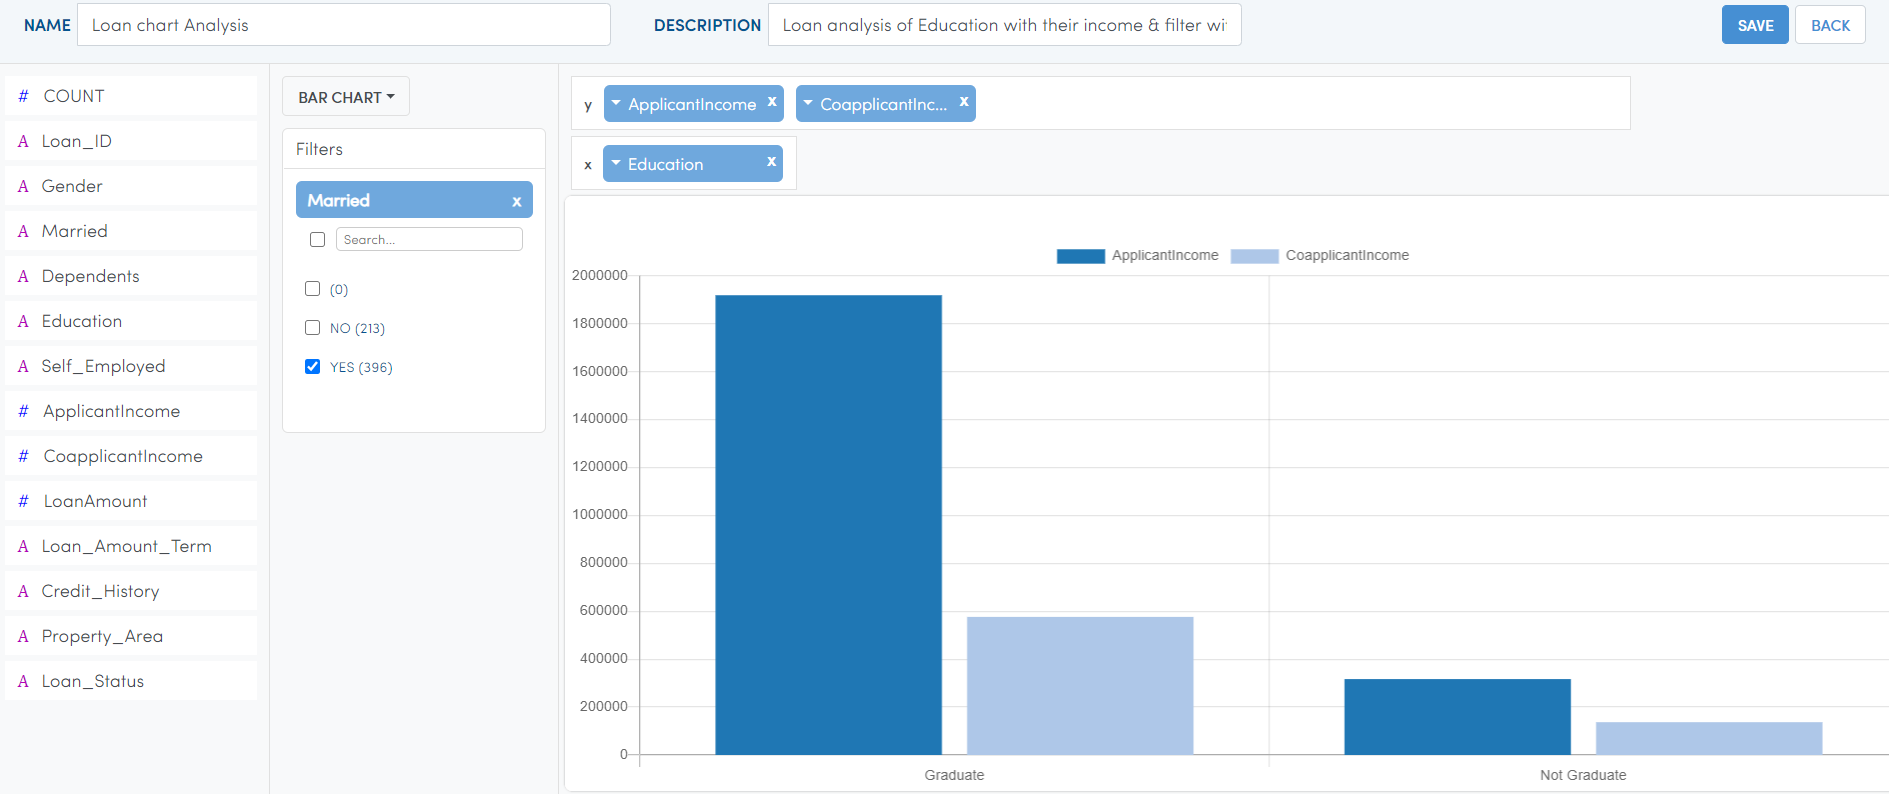 NAME Loan chart Analysis DESCRIPTION Loan analysis of Education with their income & filter wi SAVE BACK
# COUNT
A Loan_ID
A Gender
A Married
A Dependents
A Education
A Self_Employed
# ApplicantIncome
# CoapplicantIncome
# LoanAmount
A Loan_Amount_Term
A Credit_History
A Property_Area
A Loan_Status
BAR CHART
Filters
Married x
Search...
(0)
NO (213)
YES (396)
y ApplicantIncome x CoapplicantInc... x
x Education x
ApplicantIncome CoapplicantIncome
2000000
1800000
1600000
1400000
1200000
1000000
800000
600000
400000
200000
0
Graduate Not Graduate